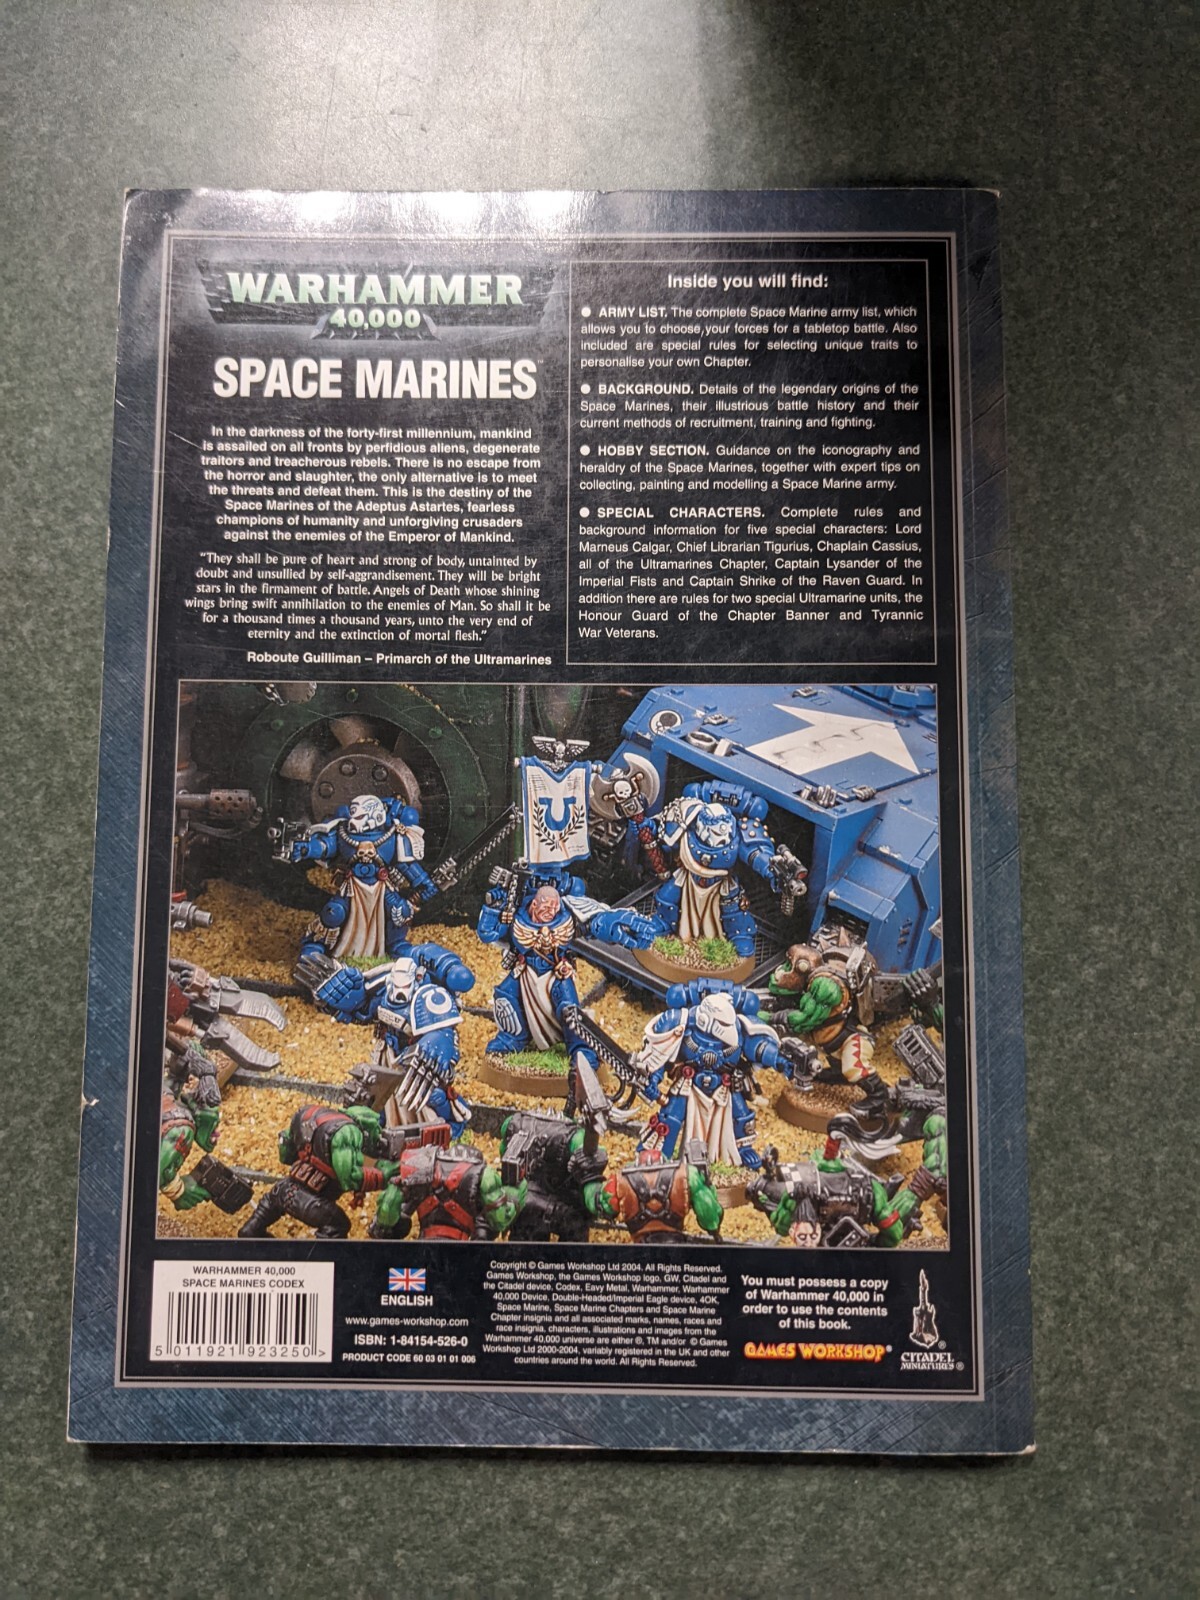 WARHAMMER
40,000
SPACE MARINES™
In the darkness of the forty-first millennium, mankind
is assailed on all fronts by perfidious aliens, degenerate
traitors and treacherous rebels. There is no escape from
the horror and slaughter, the only alternative is to meet
the threats and defeat them. This is the destiny of the
Space Marines of the Adeptus Astartes, fearless
champions of humanity and unforgiving crusaders
against the enemies of the Emperor of Mankind.
"They shall be pure of heart and strong of body, untainted by
doubt and unsullied by self-aggrandisement. They will be bright
stars in the firmament of battle, Angels of Death whose shining
wings bring swift annihilation to the enemies of Man. So shall it be
for a thousand times a thousand years, unto the very end of
eternity and the extinction of mortal flesh."
Roboute Guilliman – Primarch of the Ultramarines
Inside you will find:
● ARMY LIST. The complete Space Marine army list, which
allows you to choose your forces for a tabletop battle. Also
included are special rules for selecting unique traits to
personalise your own Chapter.
● BACKGROUND. Details of the legendary origins of the
Space Marines, their illustrious battle history and their
current methods of recruitment, training and fighting.
● HOBBY SECTION. Guidance on the iconography and
heraldry of the Space Marines, together with expert tips on
collecting, painting and modelling a Space Marine army.
● SPECIAL CHARACTERS. Complete rules and
background information for five special characters: Lord
Marneus Calgar, Chief Librarian Tigurius, Chaplain Cassius,
all of the Ultramarines Chapter, Captain Lysander of the
Imperial Fists and Captain Shrike of the Raven Guard. In
addition there are rules for two special Ultramarine units, the
Honour Guard of the Chapter Banner and Tyrannic
War Veterans.
WARHAMMER 40,000
SPACE MARINES CODEX
5 011921 923250 >
ENGLISH
www.games-workshop.com
ISBN: 1-84154-526-0
PRODUCT CODE 60 03 01 01 006
Copyright © Games Workshop Ltd 2004. All Rights Reserved.
Games Workshop, the Games Workshop logo, GW, Citadel and
the Citadel device, Codex, Eavy Metal, Warhammer, Warhammer
40,000 Device, Double-Headed/Imperial Eagle device, 40K,
Space Marine, Space Marine Chapters and Space Marine
Chapter insignia and all associated marks, names, races and
race insignia, characters, illustrations and images from the
Warhammer 40,000 universe are either ®, TM and/or © Games
Workshop Ltd 2000-2004, variably registered in the UK and other
countries around the world. All Rights Reserved.
You must possess a copy
of Warhammer 40,000 in
order to use the contents
of this book.
GAMES WORKSHOP®
CITADEL®
MINIATURES®